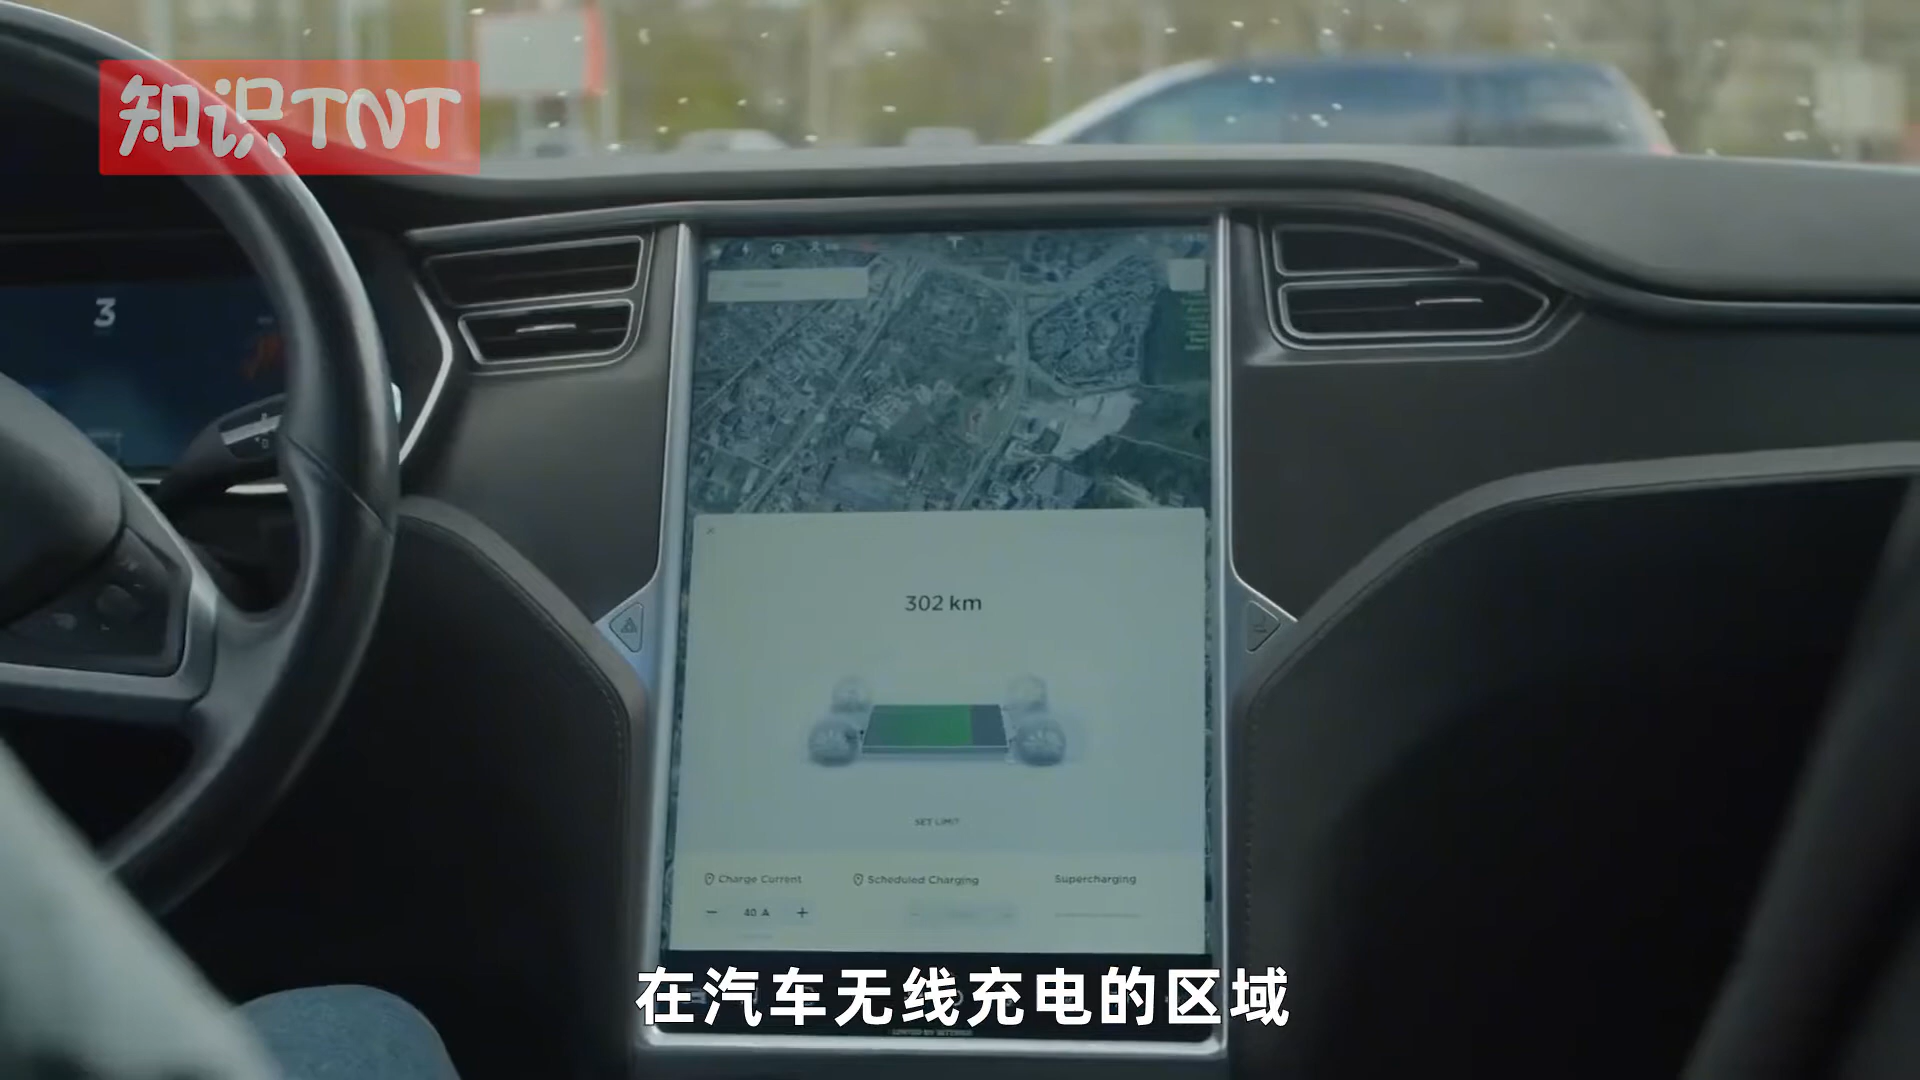 知识TNT
3
302 km
SET LIMIT
Charge Current
Scheduled Charging
Supercharging
40 A
在汽车无线充电的区域